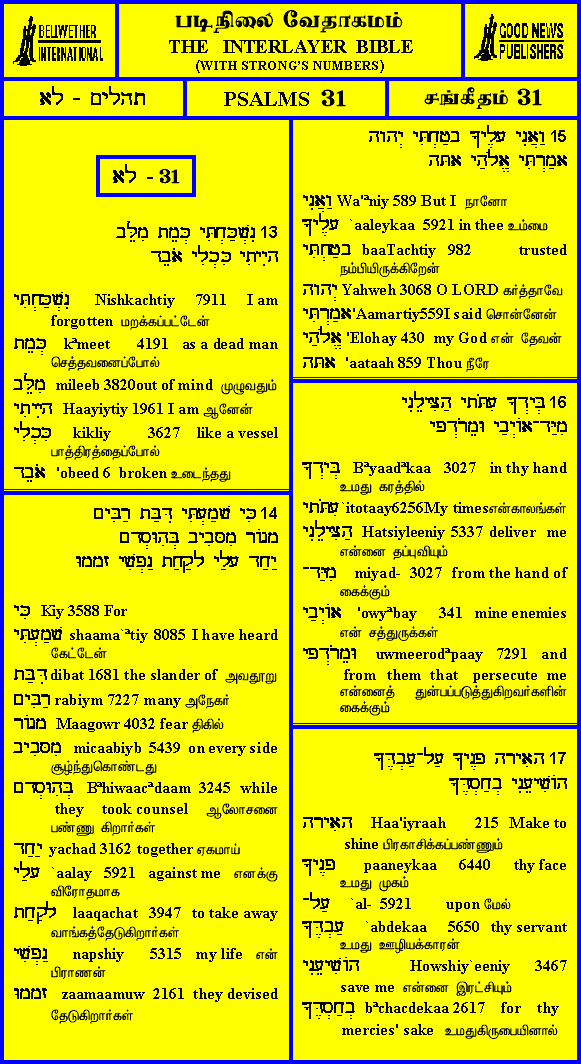 BELLWETHER
INTERNATIONAL
படிநிலை வேதாகமம்
THE INTERLAYER BIBLE
(WITH STRONG'S NUMBERS)
GOOD NEWS
PUBLISHERS
תהלים - לא
PSALMS 31
சங்கீதம் 31
לא - 31
13 נִשְׁכַּחְתִּי כְּמֵת מִלֵּב
הָיִיתִי כִּכְלִי אֹבֵד
נִשְׁכַּחְתִּי Nishkachtiy 7911 I am
forgotten மறக்கப்பட்டேன்
כְּמֵת kᵊmeet 4191 as a dead man
செத்தவனைப்போல்
מִלֵּב mileeb 3820out of mind முழுவதும்
הָיִיתִי Haayiytiy 1961 I am ஆனேன்
כִּכְלִי kikliy 3627 like a vessel
பாத்திரத்தைப்போல்
אֹבֵד 'obeed 6 broken உடைந்தது
14 כִּי שָׁמַעְתִּי דִּבַּת רַבִּים
מָגוֹר מִסָּבִיב בְּהִוָּסְדָם
יַחַד עָלַי לָקַחַת נַפְשִׁי זָמָמוּ
כִּי Kiy 3588 For
שָׁמַעְתִּי shaama`ᵃtiy 8085 I have heard
கேட்டேன்
דִּבַּת dibat 1681 the slander of அவதூறு
רַבִּים rabiym 7227 many அநேகர்
מָגוֹר Maagowr 4032 fear திகில்
מִסָּבִיב micaabiyb 5439 on every side
சூழ்ந்துகொண்டது
בְּהִוָּסְדָם Bᵊhiwaacᵊdaam 3245 while
they took counsel ஆலோசனை
பண்ணு கிறார்கள்
יַחַד yachad 3162 together ஏகமாய்
עָלַי `aalay 5921 against me எனக்கு
விரோதமாக
לָקַחַת laaqachat 3947 to take away
வாங்கத்தேடுகிறார்கள்
נַפְשִׁי napshiy 5315 my life என்
பிராணன்
זָמָמוּ zaamaamuw 2161 they devised
தேடுகிறார்கள்
15 וַאֲנִי עָלֶיךָ בָטַחְתִּי יְהוָה
אָמַרְתִּי אֱלֹהַי אָתָּה
וַאֲנִי Wa'ᵃniy 589 But I நானோ
עָלֶיךָ `aaleykaa 5921 in thee உம்மை
בָטַחְתִּי baaTachtiy 982 trusted
நம்பியிருக்கிறேன்
יְהוָה Yahweh 3068 O LORD கர்த்தாவே
אָמַרְתִּי 'Aamartiy559I said சொன்னேன்
אֱלֹהַי 'Elohay 430 my God என் தேவன்
אָתָּה 'aataah 859 Thou நீரே
16 בְּיָדְךָ עִתֹּתָי הַצִּילֵנִי
מִיַּד־אוֹיְבַי וּמֵרֹדְפָי
בְּיָדְךָ Bᵊyaadᵊkaa 3027 in thy hand
உமது கரத்தில்
עִתֹּתָי `itotaay6256My timesஎன்காலங்கள்
הַצִּילֵנִי Hatsiyleeniy 5337 deliver me
என்னை தப்புவியும்
מִיַּד־ miyad- 3027 from the hand of
கைக்கும்
אוֹיְבַי 'owyᵊbay 341 mine enemies
என் சத்துருக்கள்
וּמֵרֹדְפָי uwmeerodᵊpaay 7291 and
from them that persecute me
என்னைத் துன்பப்படுத்துகிறவர்களின்
கைக்கும்
17 הָאִירָה פָנֶיךָ עַל־עַבְדֶּךָ
הוֹשִׁיעֵנִי בְחַסְדֶּךָ
הָאִירָה Haa'iyraah 215 Make to
shine பிரகாசிக்கப்பண்ணும்
פָנֶיךָ paaneykaa 6440 thy face
உமது முகம்
עַל־ `al- 5921 upon மேல்
עַבְדֶּךָ `abdekaa 5650 thy servant
உமது ஊழியக்காரன்
הוֹשִׁיעֵנִי Howshiy`eeniy 3467
save me என்னை இரட்சியும்
בְחַסְדֶּךָ bᵊchacdekaa 2617 for thy
mercies' sake உமதுகிருபையினால்